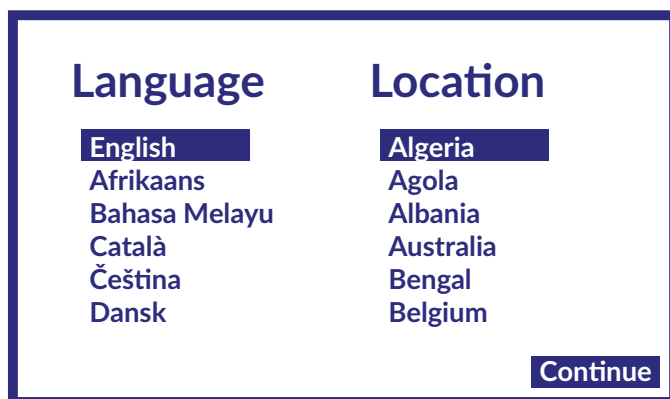 Language
English
Afrikaans
Bahasa Melayu
Català
Čeština
Dansk
Location
Algeria
Agola
Albania
Australia
Bengal
Belgium
Continue